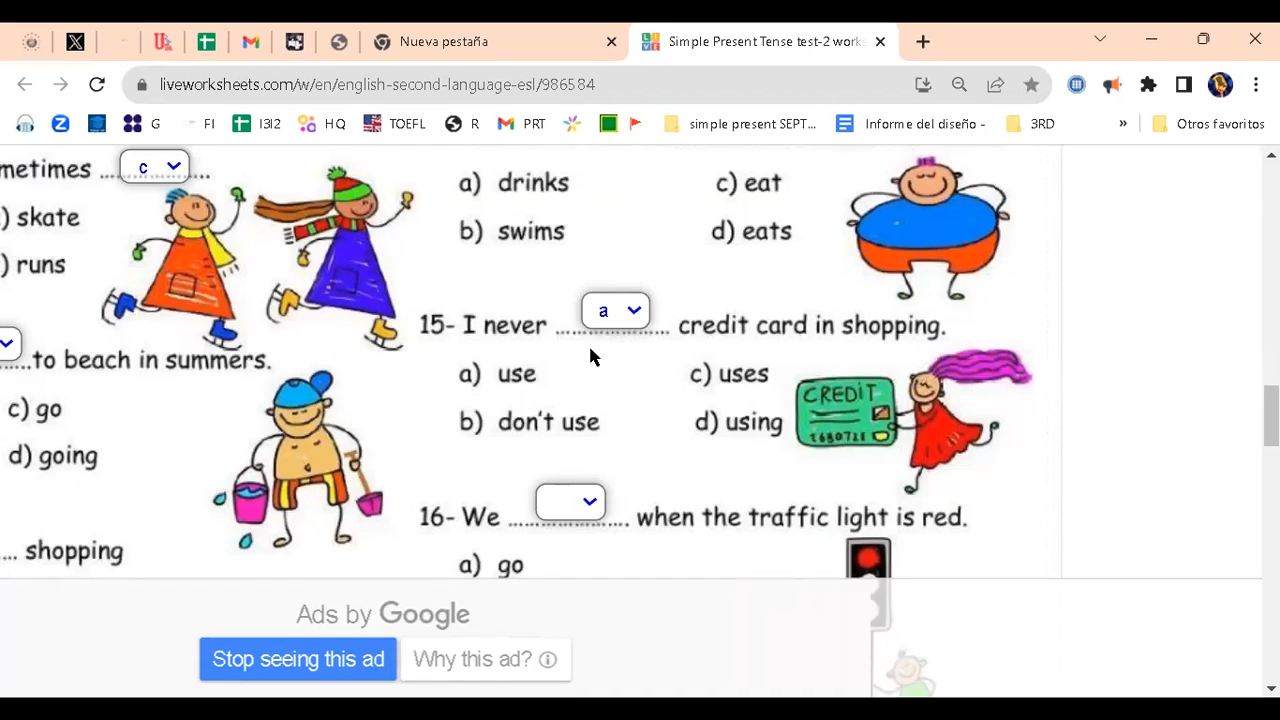 Nueva pestaña
Simple Present Tense test-2 works
liveworksheets.com/w/en/english-second-language-esl/986584
G FI I3I2 HQ TOEFL R PRT simple present SEPT... Informe del diseño - 3RD » Otros favoritos
metimes ... c ...
) skate
) runs
.....to beach in summers.
c) go
d) going
... shopping
a) drinks c) eat
b) swims d) eats
15- I never ... a ... credit card in shopping.
a) use c) uses
b) don't use d) using
CREDIT
16- We ........................ when the traffic light is red.
a) go
Ads by Google
Stop seeing this ad Why this ad?